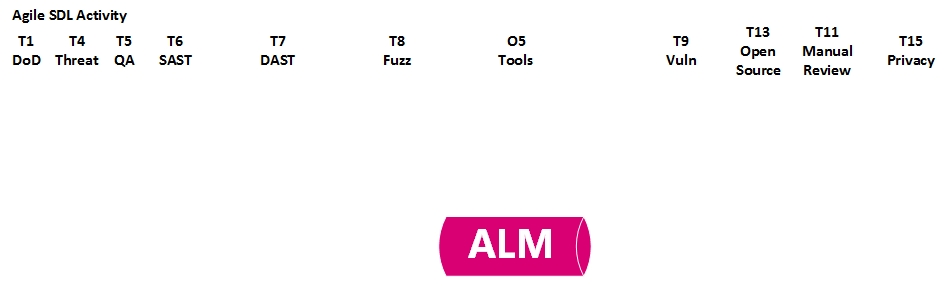 Agile SDL Activity
T1 DoD
T4 Threat
T5 QA
T6 SAST
T7 DAST
T8 Fuzz
O5 Tools
T9 Vuln
T13 Open Source
T11 Manual Review
T15 Privacy
ALM